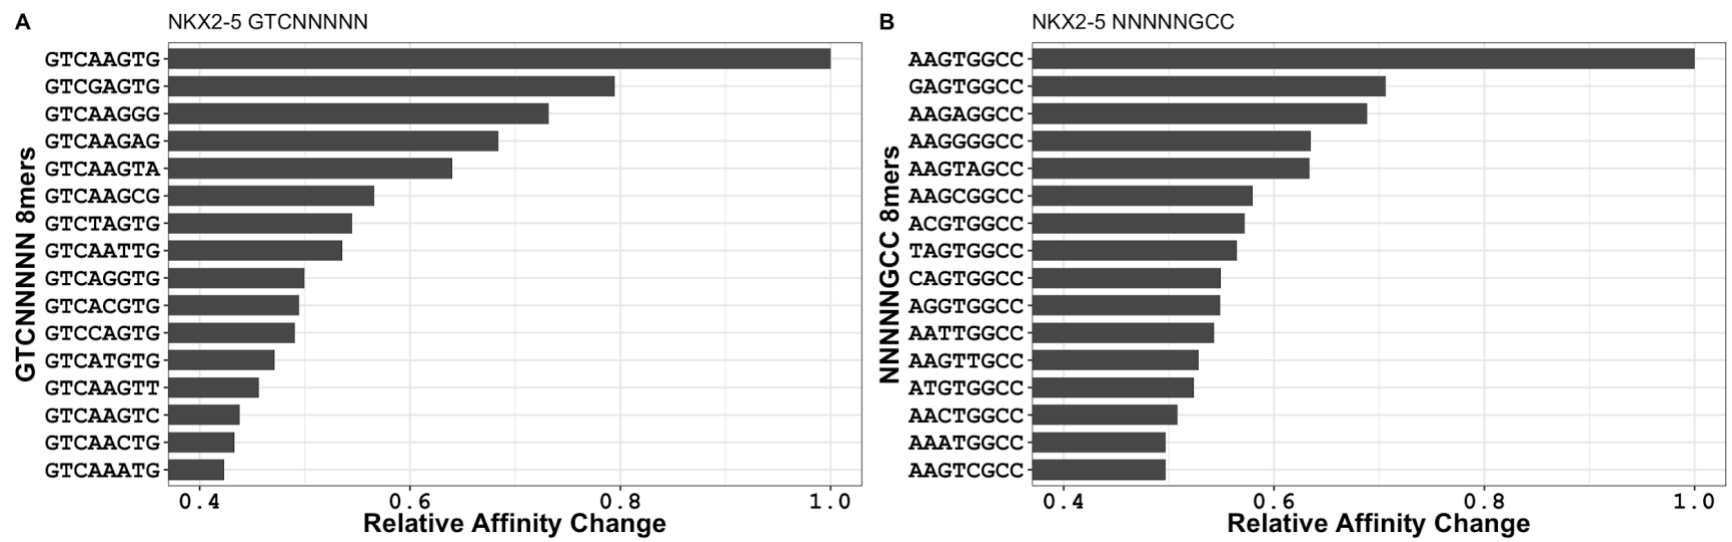 A
NKX2-5 GTCNNNNN
GTCNNNNN 8mers
GTCAAGTG
GTCGAGTG
GTCAAGGG
GTCAAGAG
GTCAAGTA
GTCAAGCG
GTCTAGTG
GTCAATTG
GTCAGGTG
GTCACGTG
GTCCAGTG
GTCATGTG
GTCAAGTT
GTCAAGTC
GTCAACTG
GTCAAATG
0.4 0.6 0.8 1.0
Relative Affinity Change
B
NKX2-5 NNNNNGCC
NNNNNGCC 8mers
AAGTGGCC
GAGTGGCC
AAGAGGCC
AAGGGGCC
AAGTAGCC
AAGCGGCC
ACGTGGCC
TAGTGGCC
CAGTGGCC
AGGTGGCC
AATTGGCC
AAGTTGCC
ATGTGGCC
AACTGGCC
AAATGGCC
AAGTCGCC
0.4 0.6 0.8 1.0
Relative Affinity Change